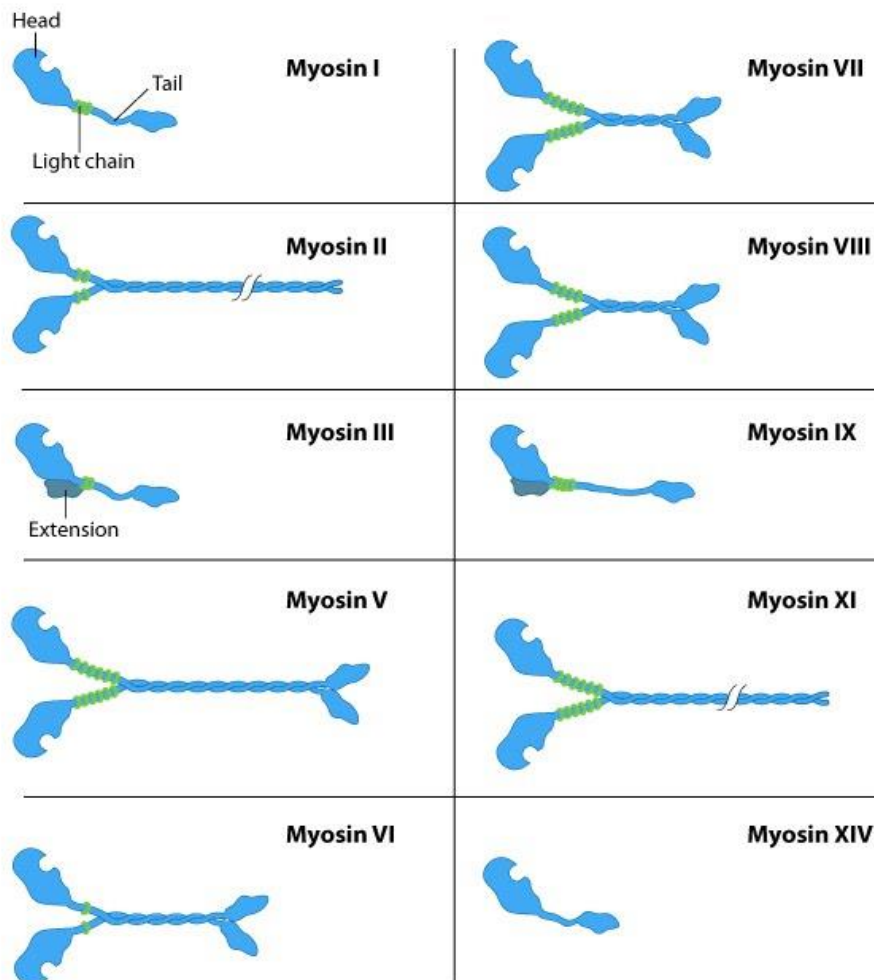 Head
Myosin I
Tail
Light chain
Myosin VII
Myosin II
Myosin VIII
Myosin III
Extension
Myosin IX
Myosin V
Myosin XI
Myosin VI
Myosin XIV